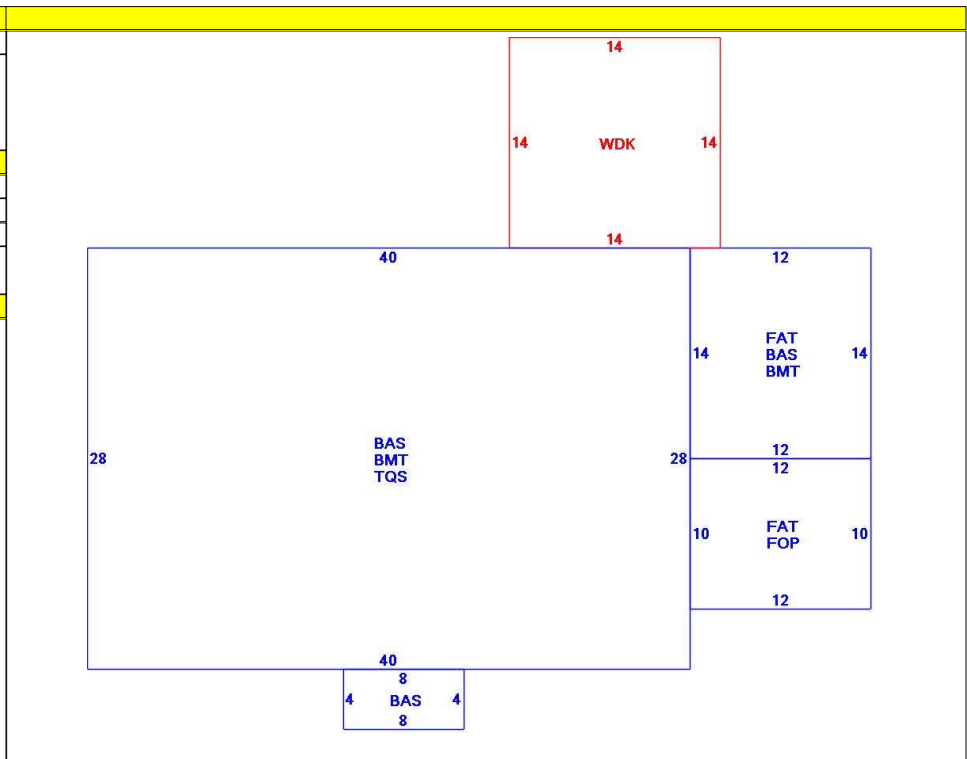 14
14 WDK 14
14
40 12
FAT
14 BAS 14
BMT
BAS
28 BMT 28
TQS
12
12
FAT
10 FOP 10
12
40
8
4 BAS 4
8